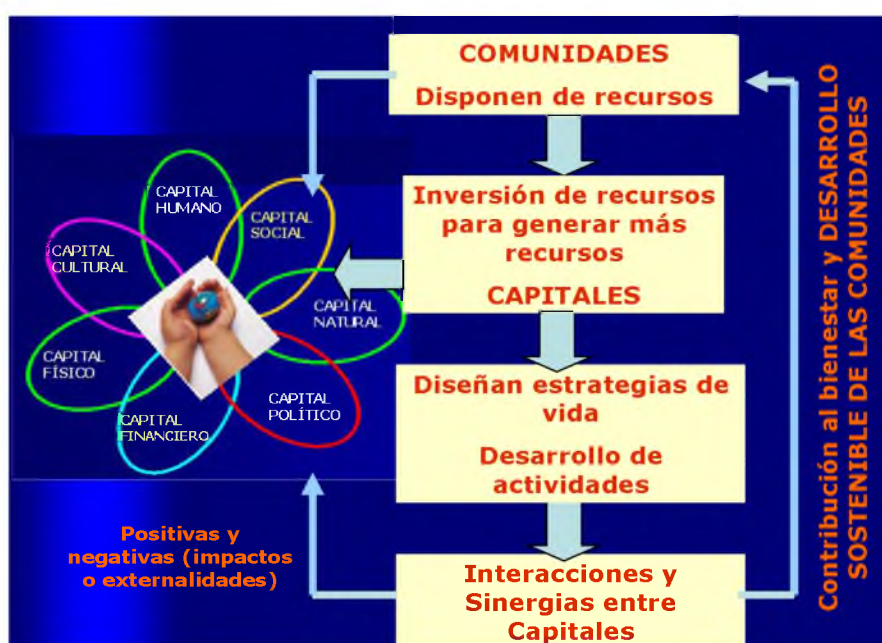 COMUNIDADES
Disponen de recursos
Inversión de recursos
para generar más
recursos
CAPITALES
Diseñan estrategias de
vida
Desarrollo de
actividades
Interacciones y
Sinergias entre
Capitales
CAPITAL
HUMANO
CAPITAL
SOCIAL
CAPITAL
CULTURAL
CAPITAL
NATURAL
CAPITAL
FÍSICO
CAPITAL
POLÍTICO
CAPITAL
FINANCIERO
Positivas y
negativas (impactos
o externalidades)
Contribución al bienestar y DESARROLLO
SOSTENIBLE DE LAS COMUNIDADES